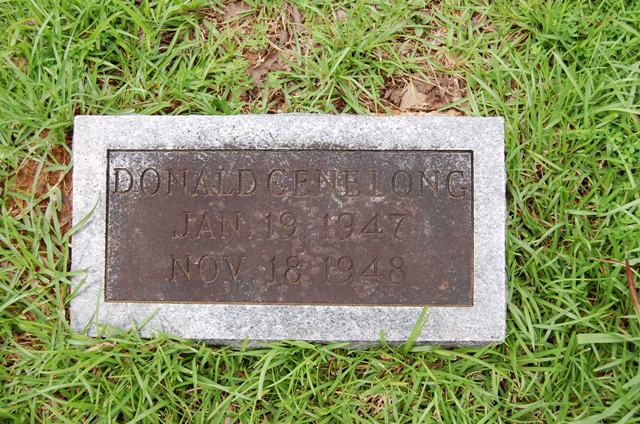 DONALD GENE LONG
JAN. 19, 1947
NOV. 18, 1948